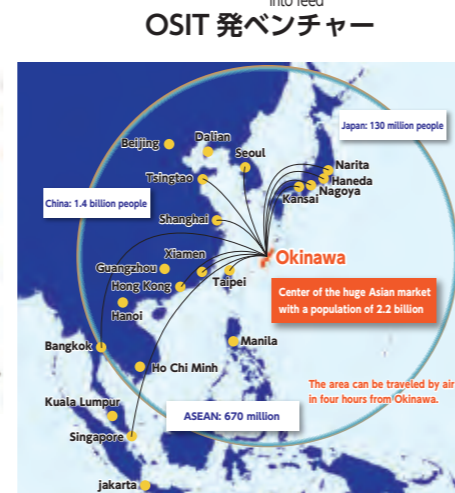 into feed
OSIT 発ベンチャー
Beijing
Dalian
Seoul
Japan: 130 million people
Tsingtao
Narita
Haneda
Nagoya
Kansai
China: 1.4 billion people
Shanghai
Okinawa
Xiamen
Guangzhou
Hong Kong
Taipei
Center of the huge Asian market
with a population of 2.2 billion
Hanoi
Bangkok
Manila
Ho Chi Minh
The area can be traveled by air
in four hours from Okinawa.
Kuala Lumpur
ASEAN: 670 million
Singapore
jakarta